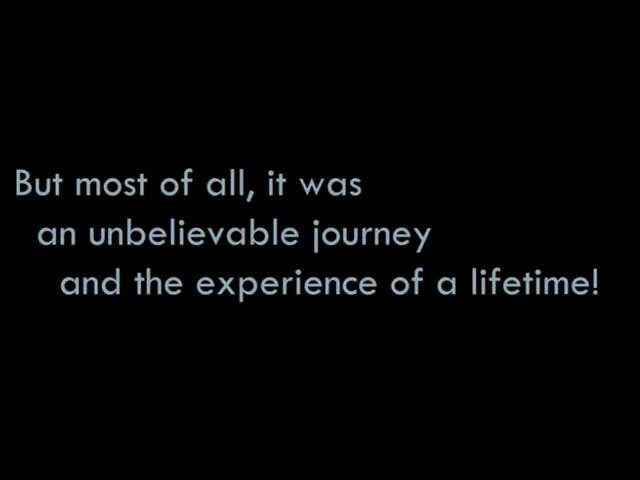 But most of all, it was
an unbelievable journey
and the experience of a lifetime!